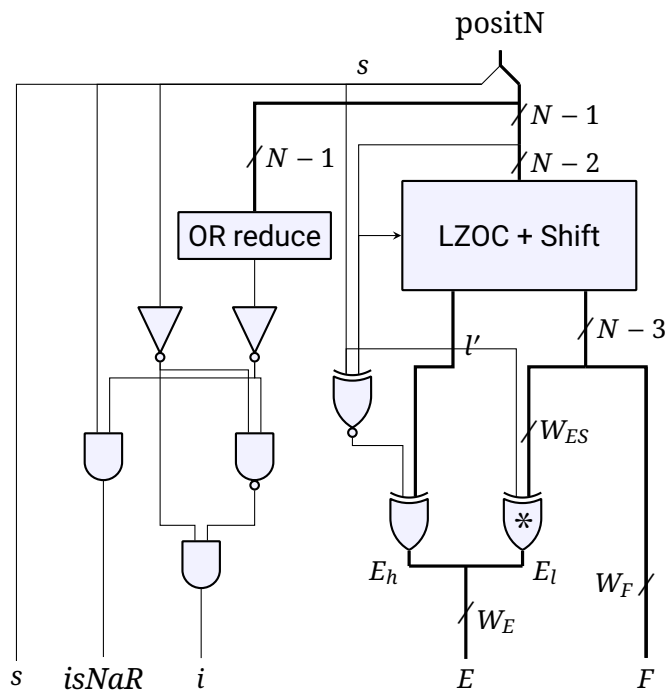 positN
s
N − 1
N − 1
N − 2
OR reduce
LZOC + Shift
N − 3
l′
W_ES
*
E_h
E_l
W_F
W_E
s
isNaR
i
E
F